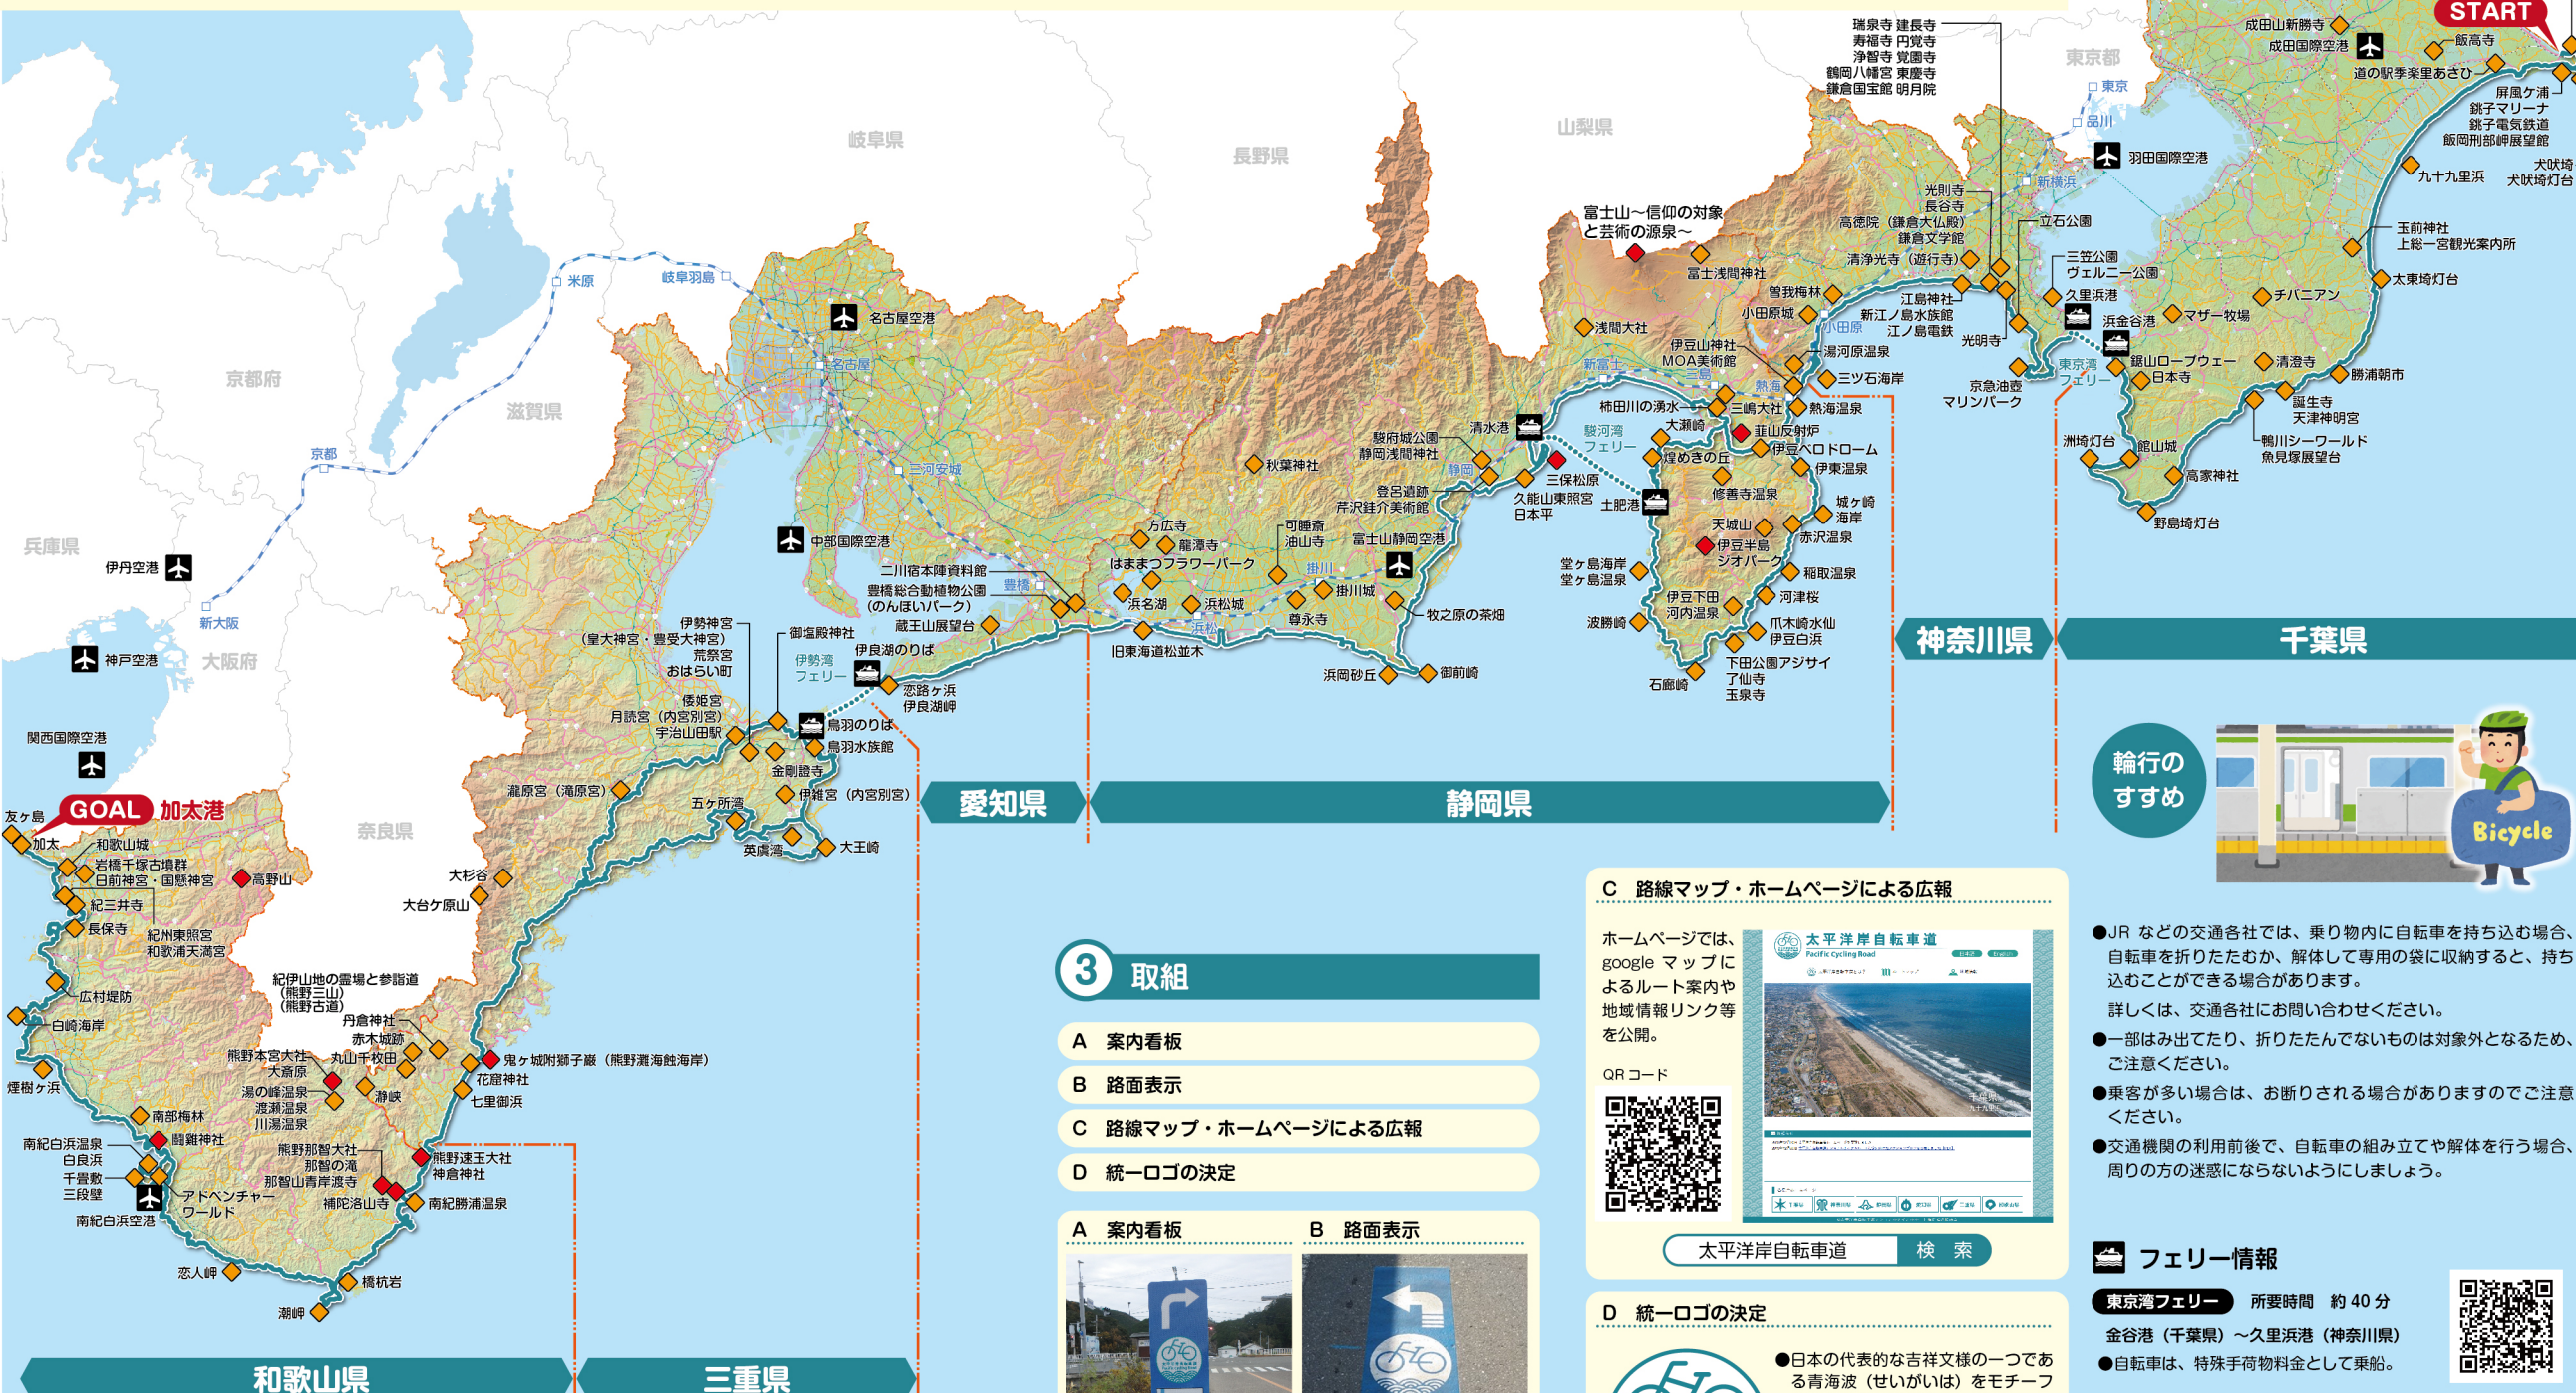 START
成田山新勝寺
成田国際空港
飯高寺
道の駅季楽里あさひ
屏風ケ浦
銚子マリーナ
銚子電気鉄道
飯岡刑部岬展望館
犬吠埼
犬吠埼灯台
九十九里浜
玉前神社
上総一宮観光案内所
太東埼灯台
チバニアン
マザー牧場
浜金谷港
鋸山ロープウェー
日本寺
清澄寺
勝浦朝市
誕生寺
天津神明宮
鴨川シーワールド
魚見塚展望台
洲埼灯台
館山城
高家神社
野島埼灯台
東京湾
フェリー
東京都
東京
品川
羽田国際空港
新横浜
瑞泉寺 建長寺
寿福寺 円覚寺
浄智寺 覚園寺
鶴岡八幡宮 東慶寺
鎌倉国宝館 明月院
光則寺
長谷寺
高徳院（鎌倉大仏殿）
鎌倉文学館
清浄光寺（遊行寺）
立石公園
三笠公園
ヴェルニー公園
久里浜港
江島神社
新江ノ島水族館
江ノ島電鉄
光明寺
京急油壺
マリンパーク
曽我梅林
小田原城
小田原
湯河原温泉
三ツ石海岸
伊豆山神社
MOA美術館
熱海
熱海温泉
山梨県
富士山～信仰の対象
と芸術の源泉～
冨士浅間神社
浅間大社
新富士
三島
柿田川の湧水
三嶋大社
大瀬崎
韮山反射炉
煌めきの丘
伊豆ベロドローム
伊東温泉
修善寺温泉
城ヶ崎
海岸
天城山
赤沢温泉
伊豆半島
ジオパーク
稲取温泉
堂ヶ島海岸
堂ヶ島温泉
伊豆下田
河内温泉
河津桜
波勝崎
爪木崎水仙
伊豆白浜
下田公園アジサイ
了仙寺
玉泉寺
石廊崎
清水港
駿河湾
フェリー
土肥港
三保松原
久能山東照宮
日本平
駿府城公園
静岡浅間神社
静岡
登呂遺跡
芹沢銈介美術館
富士山静岡空港
牧之原の茶畑
御前崎
浜岡砂丘
長野県
秋葉神社
方広寺
龍潭寺
はままつフラワーパーク
可睡斎
油山寺
掛川
掛川城
尊永寺
浜名湖
浜松城
浜松
旧東海道松並木
二川宿本陣資料館
豊橋総合動植物公園
（のんほいパーク）
豊橋
蔵王山展望台
伊良湖のりば
恋路ヶ浜
伊良湖岬
伊勢湾
フェリー
岐阜県
岐阜羽島
米原
名古屋空港
名古屋
三河安城
中部国際空港
京都府
京都
滋賀県
兵庫県
伊丹空港
新大阪
神戸空港
大阪府
関西国際空港
奈良県
伊勢神宮
（皇大神宮・豊受大神宮）
荒祭宮
おはらい町
御塩殿神社
倭姫宮
月読宮（内宮別宮）
宇治山田駅
鳥羽のりば
鳥羽水族館
金剛證寺
伊雑宮（内宮別宮）
瀧原宮（滝原宮）
五ヶ所湾
英虞湾
大王崎
大杉谷
大台ケ原山
GOAL 加太港
友ヶ島
加太
和歌山城
岩橋千塚古墳群
日前神宮・国懸神宮
高野山
紀三井寺
長保寺
紀州東照宮
和歌浦天満宮
広村堤防
白崎海岸
煙樹ヶ浜
紀伊山地の霊場と参詣道
（熊野三山）
（熊野古道）
丹倉神社
赤木城跡
丸山千枚田
熊野本宮大社
大斎原
湯の峰温泉
渡瀬温泉
川湯温泉
瀞峡
鬼ヶ城附獅子巌（熊野灘海蝕海岸）
花窟神社
七里御浜
南部梅林
闘雞神社
南紀白浜温泉
白良浜
千畳敷
三段壁
アドベンチャー
ワールド
南紀白浜空港
熊野那智大社
那智の滝
那智山青岸渡寺
補陀洛山寺
熊野速玉大社
神倉神社
南紀勝浦温泉
恋人岬
橋杭岩
潮岬
和歌山県
三重県
愛知県
静岡県
神奈川県
千葉県
3 取組
A 案内看板
B 路面表示
C 路線マップ・ホームページによる広報
D 統一ロゴの決定
A 案内看板
B 路面表示
C 路線マップ・ホームページによる広報
ホームページでは、
google マップに
よるルート案内や
地域情報リンク等
を公開。
QRコード
太平洋岸自転車道
Pacific Cycling Road
日本語
English
千葉県
九十九里
太平洋岸自転車道 検 索
D 統一ロゴの決定
●日本の代表的な吉祥文様の一つであ
る青海波（せいがいは）をモチーフ
輪行の
すすめ
Bicycle
●JR などの交通各社では、乗り物内に自転車を持ち込む場合、
自転車を折りたたむか、解体して専用の袋に収納すると、持ち
込むことができる場合があります。
詳しくは、交通各社にお問い合わせください。
●一部はみ出てたり、折りたたんでないものは対象外となるため、
ご注意ください。
●乗客が多い場合は、お断りされる場合がありますのでご注意
ください。
●交通機関の利用前後で、自転車の組み立てや解体を行う場合、
周りの方の迷惑にならないようにしましょう。
フェリー情報
東京湾フェリー 所要時間 約40分
金谷港（千葉県）～久里浜港（神奈川県）
●自転車は、特殊手荷物料金として乗船。